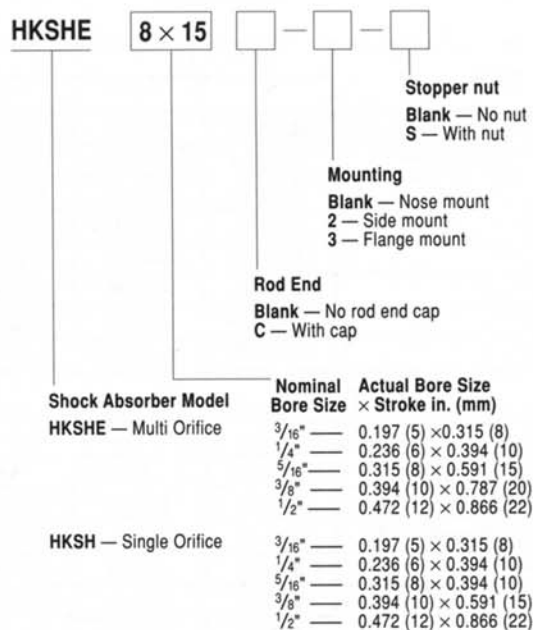 HKSHE 8 × 15 — —
Stopper nut
Blank — No nut
S — With nut
Mounting
Blank — Nose mount
2 — Side mount
3 — Flange mount
Rod End
Blank — No rod end cap
C — With cap
Shock Absorber Model
HKSHE — Multi Orifice
Nominal Actual Bore Size
Bore Size × Stroke in. (mm)
3/16" — 0.197 (5) ×0.315 (8)
1/4" — 0.236 (6) × 0.394 (10)
5/16" — 0.315 (8) × 0.591 (15)
3/8" — 0.394 (10) × 0.787 (20)
1/2" — 0.472 (12) × 0.866 (22)
HKSH — Single Orifice
3/16" — 0.197 (5) × 0.315 (8)
1/4" — 0.236 (6) × 0.394 (10)
5/16" — 0.315 (8) × 0.394 (10)
3/8" — 0.394 (10) × 0.591 (15)
1/2" — 0.472 (12) × 0.866 (22)